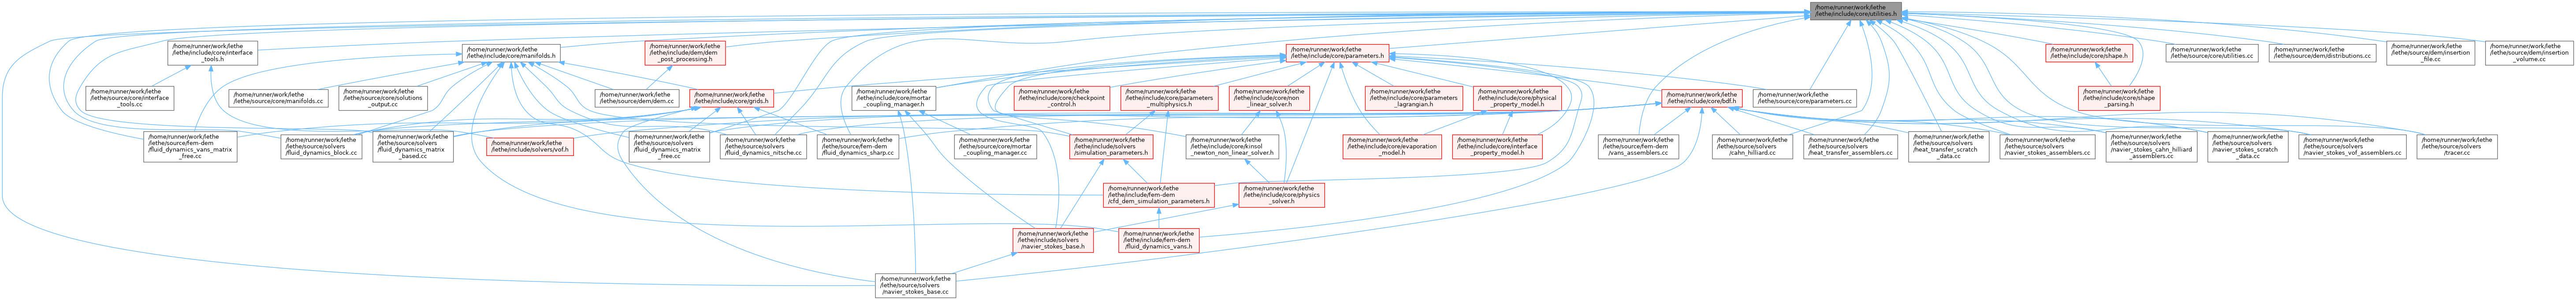 /home/runner/work/lethe
/lethe/include/core/utilities.h
/home/runner/work/lethe
/lethe/include/core/interface
_tools.h
/home/runner/work/lethe
/lethe/include/core/manifolds.h
/home/runner/work/lethe
/lethe/include/dem/dem
_post_processing.h
/home/runner/work/lethe
/lethe/include/core/parameters.h
/home/runner/work/lethe
/lethe/include/core/shape.h
/home/runner/work/lethe
/lethe/source/core/utilities.cc
/home/runner/work/lethe
/lethe/source/dem/distributions.cc
/home/runner/work/lethe
/lethe/source/dem/insertion
_file.cc
/home/runner/work/lethe
/lethe/source/dem/insertion
_volume.cc
/home/runner/work/lethe
/lethe/source/core/interface
_tools.cc
/home/runner/work/lethe
/lethe/source/core/manifolds.cc
/home/runner/work/lethe
/lethe/source/core/solutions
_output.cc
/home/runner/work/lethe
/lethe/source/dem/dem.cc
/home/runner/work/lethe
/lethe/include/core/grids.h
/home/runner/work/lethe
/lethe/include/core/mortar
_coupling_manager.h
/home/runner/work/lethe
/lethe/include/core/checkpoint
_control.h
/home/runner/work/lethe
/lethe/include/core/parameters
_multiphysics.h
/home/runner/work/lethe
/lethe/include/core/non
_linear_solver.h
/home/runner/work/lethe
/lethe/include/core/parameters
_lagrangian.h
/home/runner/work/lethe
/lethe/include/core/physical
_property_model.h
/home/runner/work/lethe
/lethe/include/core/bdf.h
/home/runner/work/lethe
/lethe/source/core/parameters.cc
/home/runner/work/lethe
/lethe/include/core/shape
_parsing.h
/home/runner/work/lethe
/lethe/source/fem-dem
/fluid_dynamics_vans_matrix
_free.cc
/home/runner/work/lethe
/lethe/source/solvers
/fluid_dynamics_block.cc
/home/runner/work/lethe
/lethe/source/solvers
/fluid_dynamics_matrix
_based.cc
/home/runner/work/lethe
/lethe/include/solvers/vof.h
/home/runner/work/lethe
/lethe/source/solvers
/fluid_dynamics_matrix
_free.cc
/home/runner/work/lethe
/lethe/source/solvers
/fluid_dynamics_nitsche.cc
/home/runner/work/lethe
/lethe/source/fem-dem
/fluid_dynamics_sharp.cc
/home/runner/work/lethe
/lethe/source/core/mortar
_coupling_manager.cc
/home/runner/work/lethe
/lethe/include/solvers
/simulation_parameters.h
/home/runner/work/lethe
/lethe/include/core/kinsol
_newton_non_linear_solver.h
/home/runner/work/lethe
/lethe/include/core/evaporation
_model.h
/home/runner/work/lethe
/lethe/include/core/interface
_property_model.h
/home/runner/work/lethe
/lethe/source/fem-dem
/vans_assemblers.cc
/home/runner/work/lethe
/lethe/source/solvers
/cahn_hilliard.cc
/home/runner/work/lethe
/lethe/source/solvers
/heat_transfer_assemblers.cc
/home/runner/work/lethe
/lethe/source/solvers
/heat_transfer_scratch
_data.cc
/home/runner/work/lethe
/lethe/source/solvers
/navier_stokes_assemblers.cc
/home/runner/work/lethe
/lethe/source/solvers
/navier_stokes_cahn_hilliard
_assemblers.cc
/home/runner/work/lethe
/lethe/source/solvers
/navier_stokes_scratch
_data.cc
/home/runner/work/lethe
/lethe/source/solvers
/navier_stokes_vof_assemblers.cc
/home/runner/work/lethe
/lethe/source/solvers
/tracer.cc
/home/runner/work/lethe
/lethe/include/fem-dem
/cfd_dem_simulation_parameters.h
/home/runner/work/lethe
/lethe/include/core/physics
_solver.h
/home/runner/work/lethe
/lethe/include/solvers
/navier_stokes_base.h
/home/runner/work/lethe
/lethe/include/fem-dem
/fluid_dynamics_vans.h
/home/runner/work/lethe
/lethe/source/solvers
/navier_stokes_base.cc